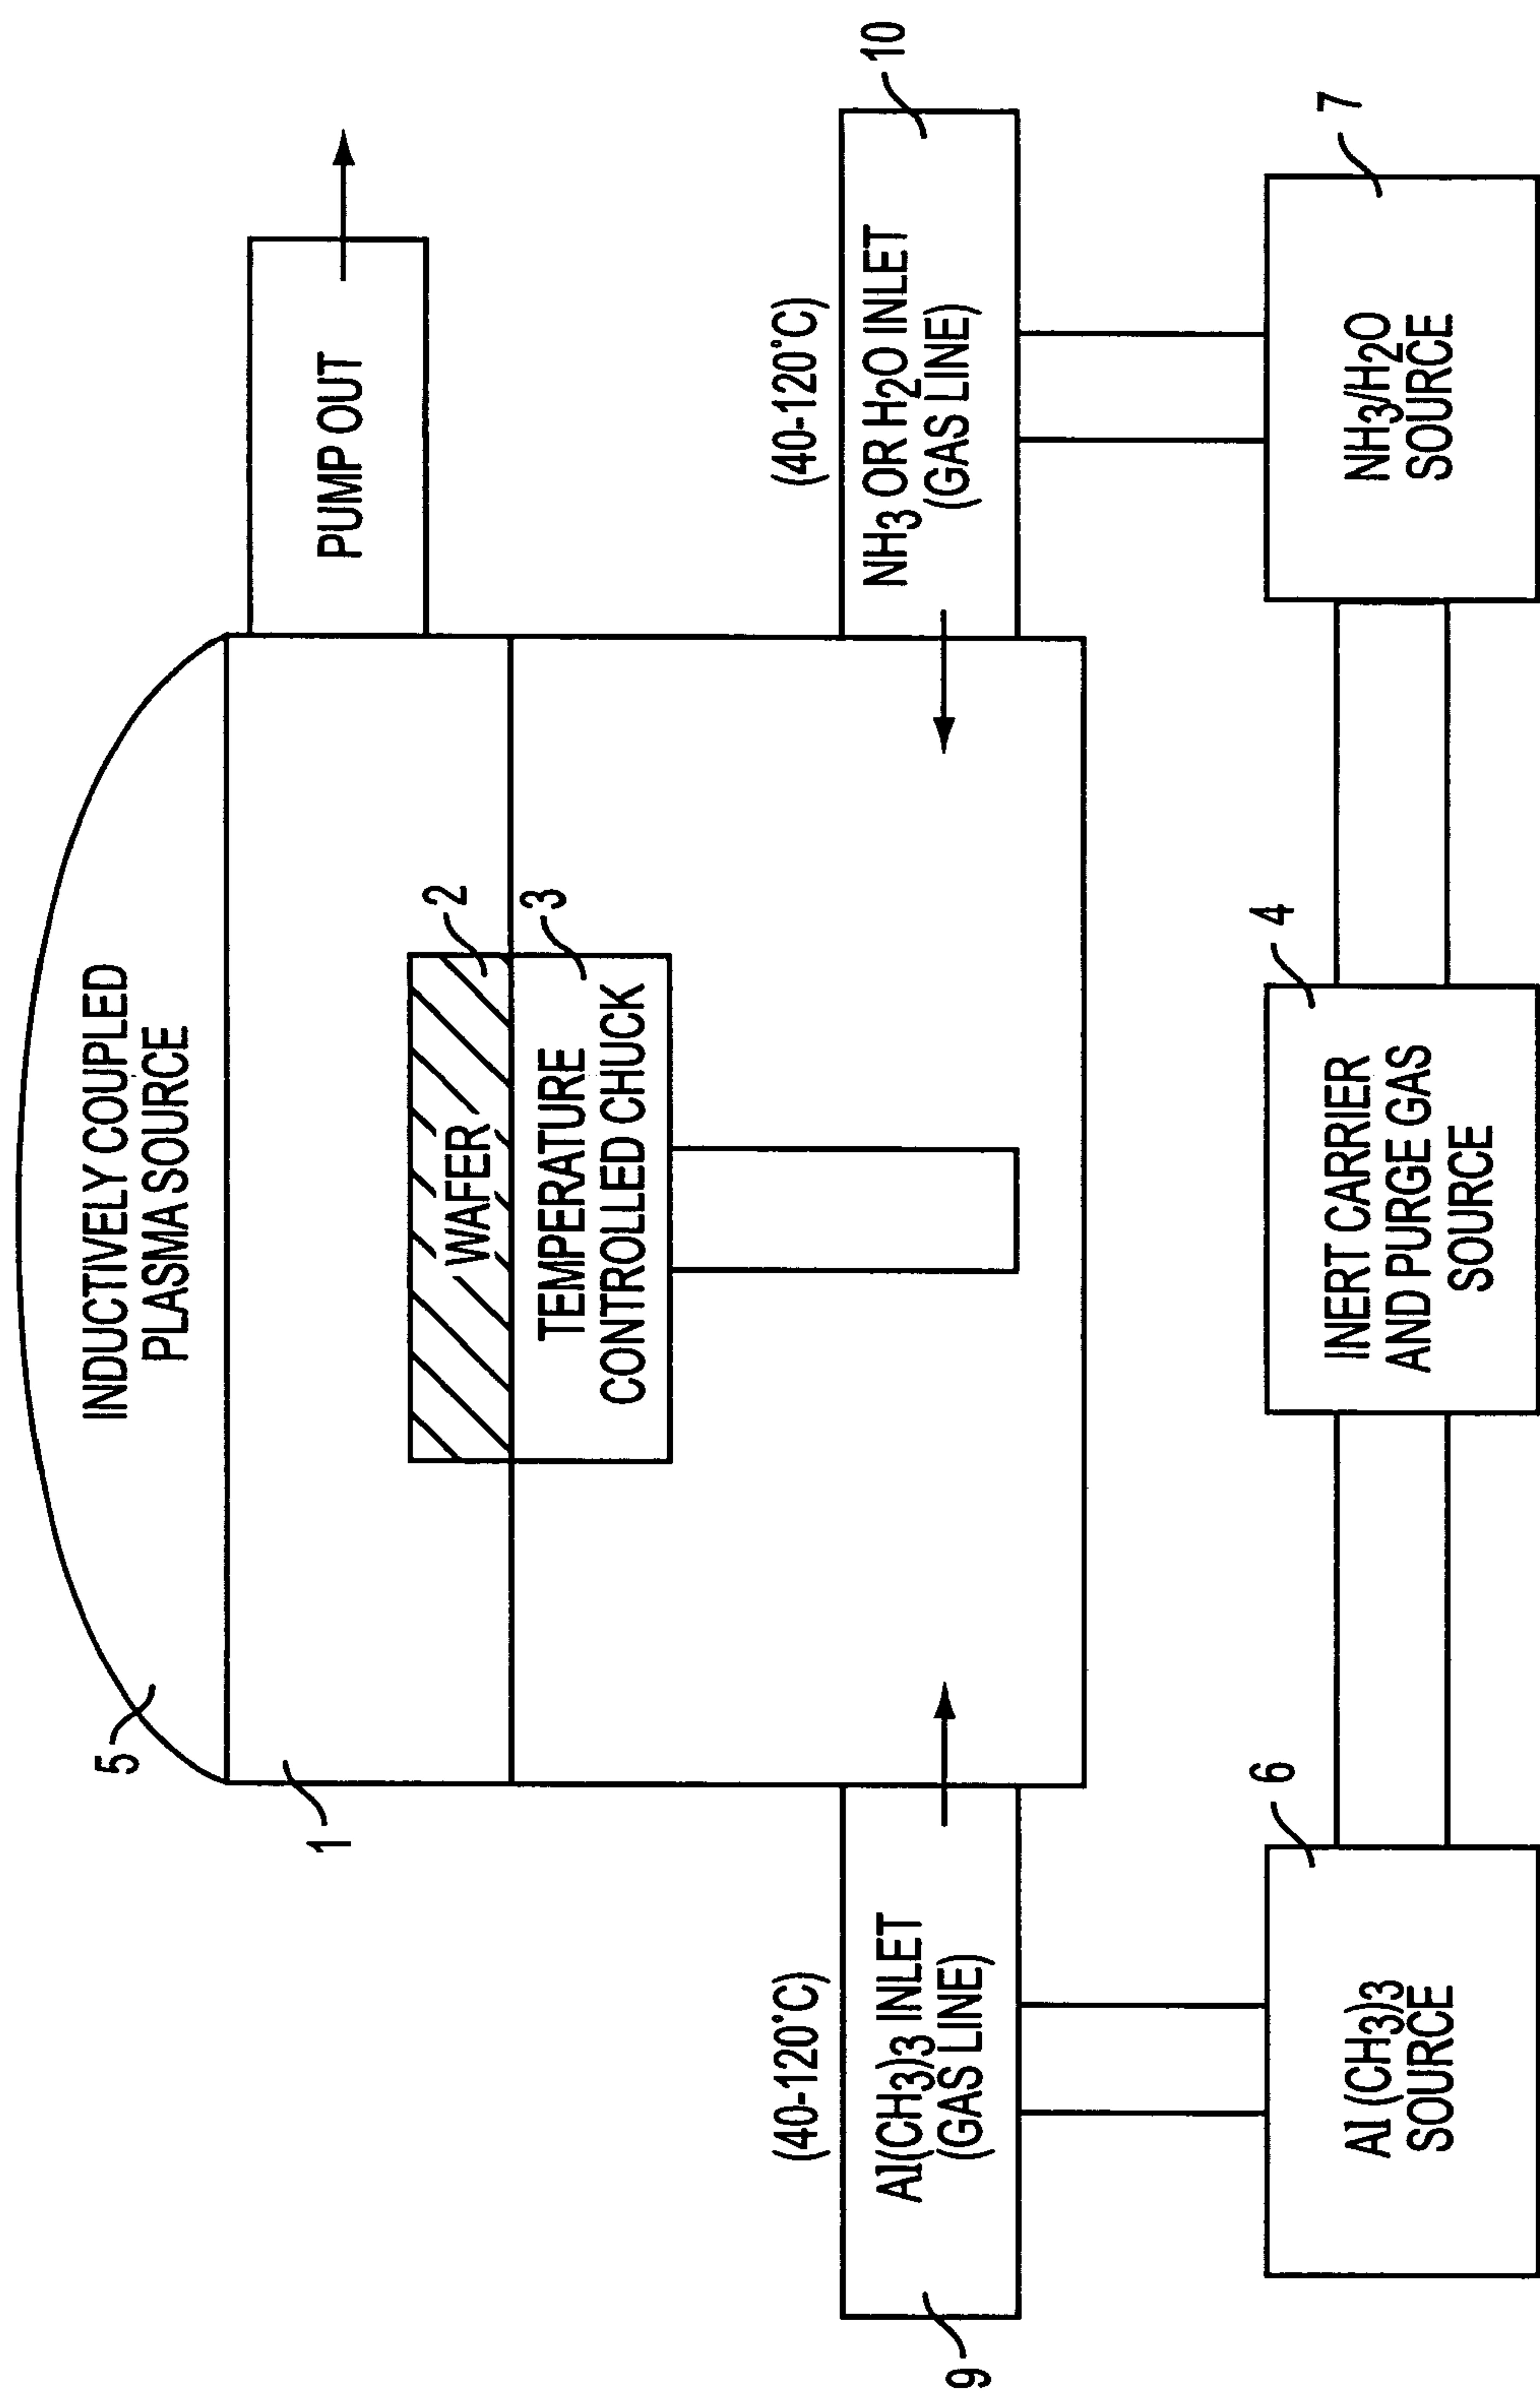 INDUCTIVELY COUPLED
PLASMA SOURCE
5
1
PUMP OUT
WAFER
2
TEMPERATURE
CONTROLLED CHUCK
3
(40-120°C)
Al(CH3)3 INLET
(GAS LINE)
9
(40-120°C)
NH3 OR H2O INLET
(GAS LINE)
10
Al (CH3)3
SOURCE
6
INERT CARRIER
AND PURGE GAS
SOURCE
4
NH3/H2O
SOURCE
7